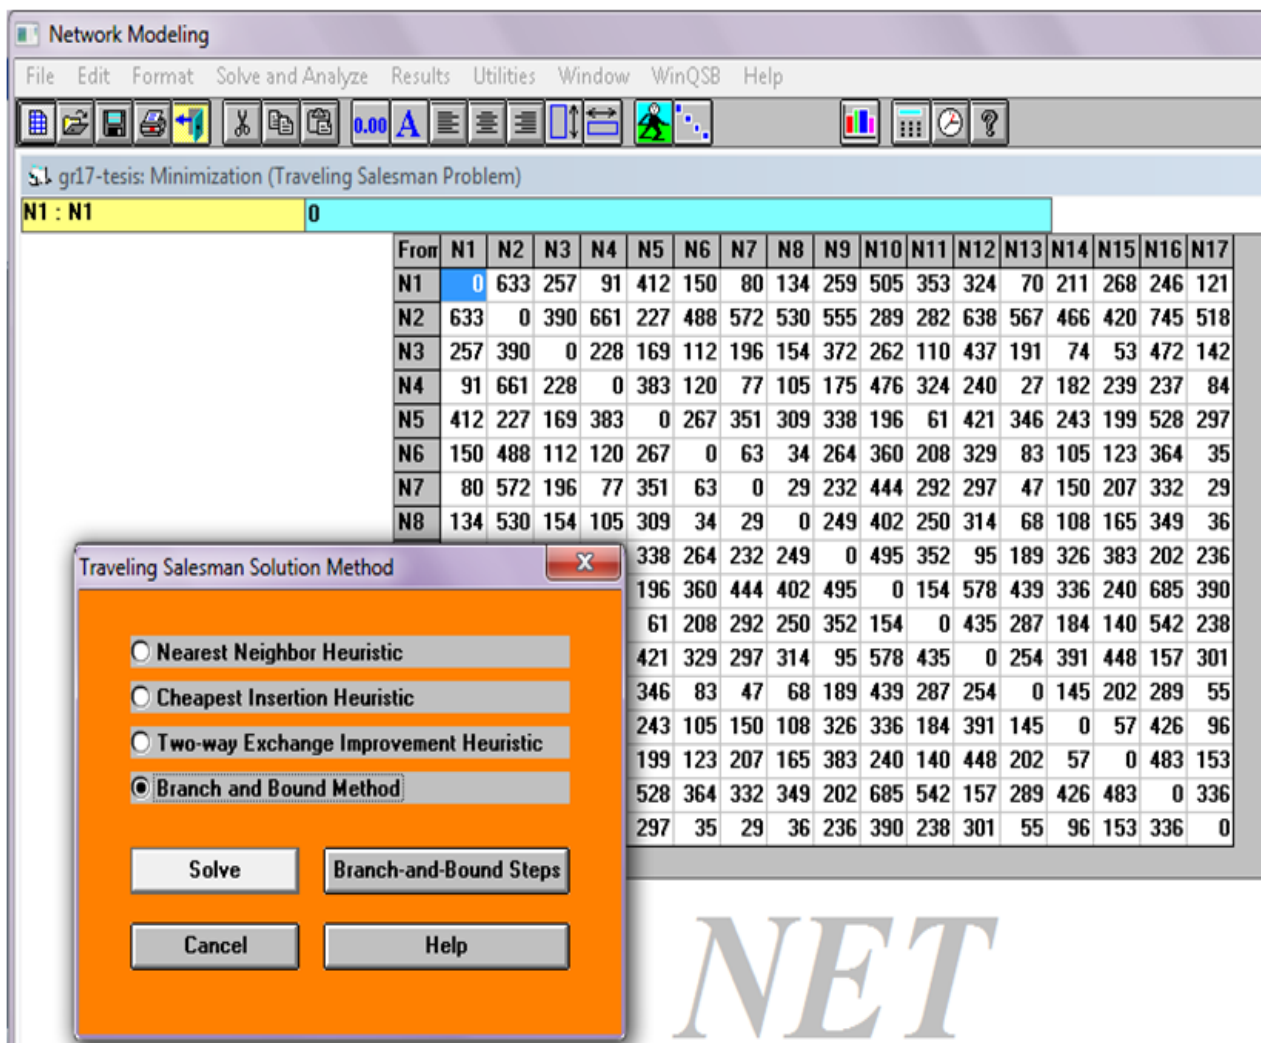 Network Modeling
File Edit Format Solve and Analyze Results Utilities Window WinQSB Help
0.00 A ?
gr17-tesis: Minimization (Traveling Salesman Problem)
N1 : N1 0
From N1 N2 N3 N4 N5 N6 N7 N8 N9 N10 N11 N12 N13 N14 N15 N16 N17
N1 0 633 257 91 412 150 80 134 259 505 353 324 70 211 268 246 121
N2 633 0 390 661 227 488 572 530 555 289 282 638 567 466 420 745 518
N3 257 390 0 228 169 112 196 154 372 262 110 437 191 74 53 472 142
N4 91 661 228 0 383 120 77 105 175 476 324 240 27 182 239 237 84
N5 412 227 169 383 0 267 351 309 338 196 61 421 346 243 199 528 297
N6 150 488 112 120 267 0 63 34 264 360 208 329 83 105 123 364 35
N7 80 572 196 77 351 63 0 29 232 444 292 297 47 150 207 332 29
N8 134 530 154 105 309 34 29 0 249 402 250 314 68 108 165 349 36
338 264 232 249 0 495 352 95 189 326 383 202 236
196 360 444 402 495 0 154 578 439 336 240 685 390
61 208 292 250 352 154 0 435 287 184 140 542 238
421 329 297 314 95 578 435 0 254 391 448 157 301
346 83 47 68 189 439 287 254 0 145 202 289 55
243 105 150 108 326 336 184 391 145 0 57 426 96
199 123 207 165 383 240 140 448 202 57 0 483 153
528 364 332 349 202 685 542 157 289 426 483 0 336
297 35 29 36 236 390 238 301 55 96 153 336 0
Traveling Salesman Solution Method
Nearest Neighbor Heuristic
Cheapest Insertion Heuristic
Two-way Exchange Improvement Heuristic
Branch and Bound Method
Solve Branch-and-Bound Steps
Cancel Help
NET